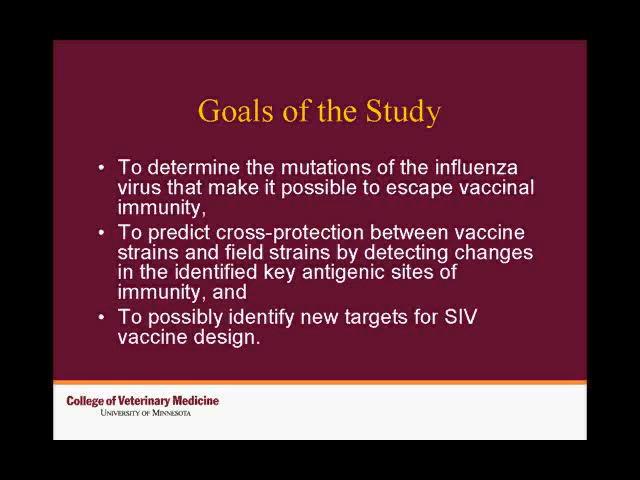 Goals of the Study
• To determine the mutations of the influenza
virus that make it possible to escape vaccinal
immunity,
• To predict cross-protection between vaccine
strains and field strains by detecting changes
in the identified key antigenic sites of
immunity, and
• To possibly identify new targets for SIV
vaccine design.
College of Veterinary Medicine
UNIVERSITY OF MINNESOTA